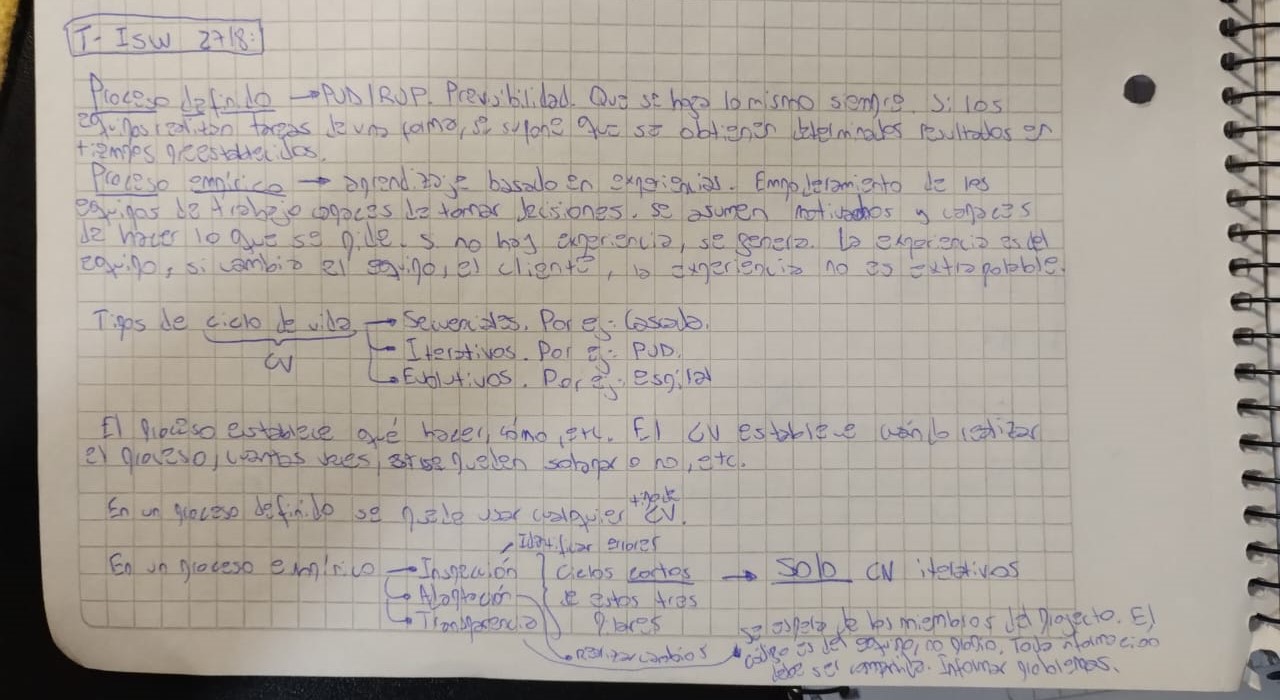 T- ISW 27/8:
Proceso definido → PUD/RUP. Previsibilidad. Que se haga lo mismo siempre. Si los
equipos realizan tareas de una forma, se supone que se obtienen determinados resultados en
tiempos preestablecidos.
Proceso empírico → aprendizaje basado en experiencias. Empoderamiento de los
equipos de trabajo capaces de tomar decisiones. se asumen motivados y capaces
de hacer lo que se pide. Si no hay experiencia, se genera. La experiencia es del
equipo, si cambio el equipo, el cliente, la experiencia no es extrapolable.
Tipos de ciclo de vida → Secuenciales. Por ej: Cascada.
CV → Iterativos. Por ej: PUD.
→ Evolutivos. Por ej: espiral
El proceso establece qué hacer, cómo, etc. El CV establece cuándo realizar
el proceso, cuantas veces, si se pueden solapar o no, etc.
En un proceso definido se puede usar cualquier tipo de CV.
Identificar errores
En un proceso empírico → Inspección } Ciclos cortos → Solo CV iterativos
→ Adaptación de estos tres
→ Transparencia pilares
Realizar cambios
se espera de los miembros del proyecto. El
código es del equipo, no propio. Toda información
debe ser compartida. Informar problemas.